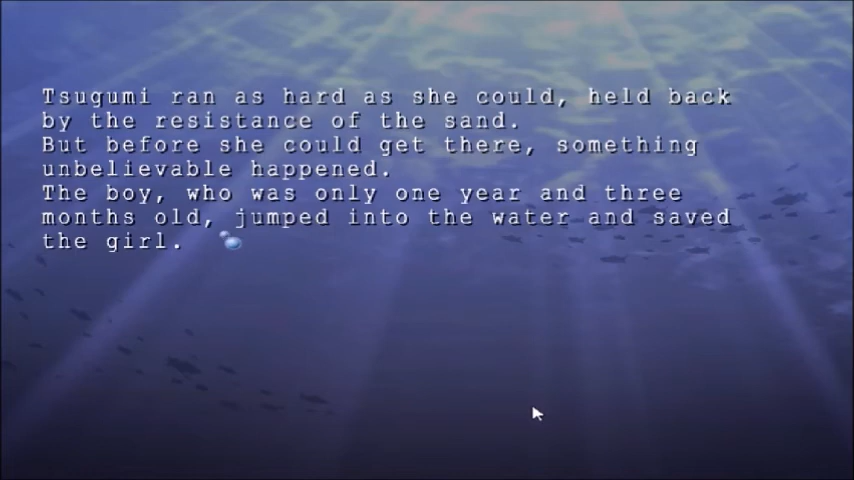 Tsugumi ran as hard as she could, held back
by the resistance of the sand.
But before she could get there, something
unbelievable happened.
The boy, who was only one year and three
months old, jumped into the water and saved
the girl.